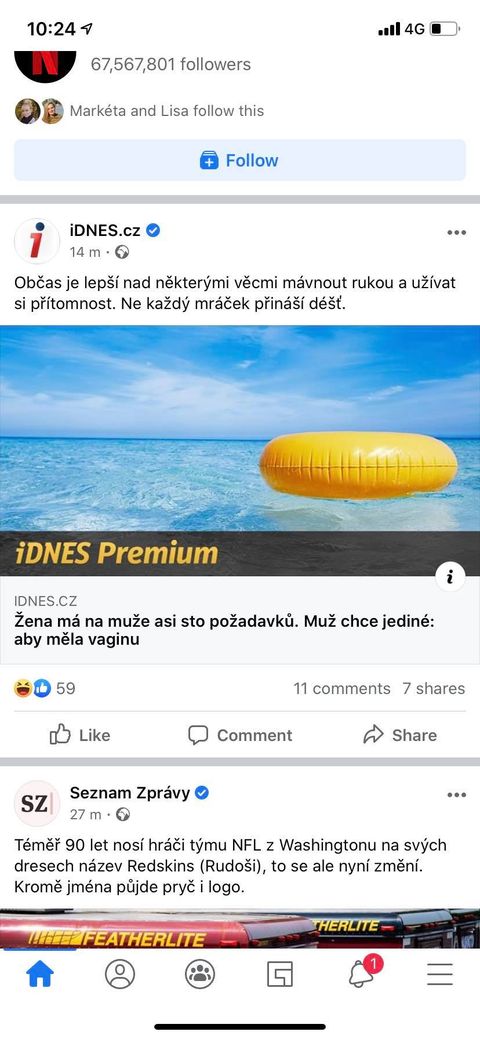 10:24
4G
N
67,567,801 followers
Markéta and Lisa follow this
Follow
iDNES.cz
14 m ·
Občas je lepší nad některými věcmi mávnout rukou a užívat
si přítomnost. Ne každý mráček přináší déšť.
iDNES Premium
IDNES.CZ
Žena má na muže asi sto požadavků. Muž chce jediné:
aby měla vaginu
59
11 comments 7 shares
Like
Comment
Share
SZ
Seznam Zprávy
27 m ·
Téměř 90 let nosí hráči týmu NFL z Washingtonu na svých
dresech název Redskins (Rudoši), to se ale nyní změní.
Kromě jména půjde pryč i logo.
FEATHERLITE
THERLITE
1